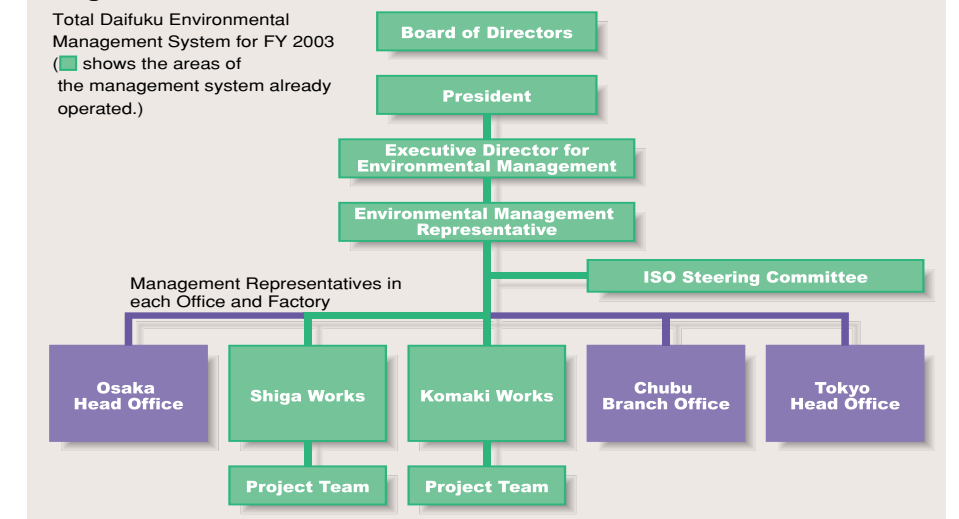 Total Daifuku Environmental
Management System for FY 2003
( shows the areas of
the management system already
operated.)
Board of Directors
President
Executive Director for
Environmental Management
Environmental Management
Representative
ISO Steering Committee
Management Representatives in
each Office and Factory
Osaka
Head Office
Shiga Works
Komaki Works
Chubu
Branch Office
Tokyo
Head Office
Project Team
Project Team